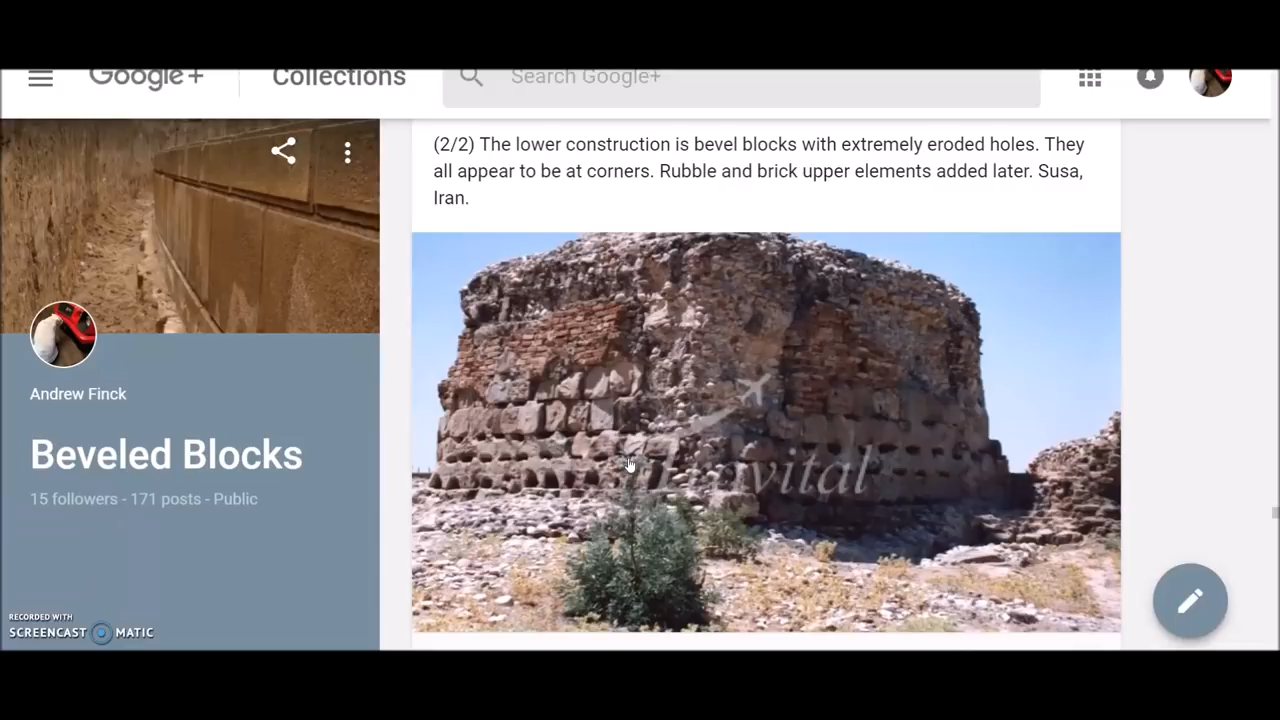 Google+
Collections
Search Google+
(2/2) The lower construction is bevel blocks with extremely eroded holes. They
all appear to be at corners. Rubble and brick upper elements added later. Susa,
Iran.
Andrew Finck
Beveled Blocks
15 followers - 171 posts - Public
RECORDED WITH
SCREENCAST MATIC